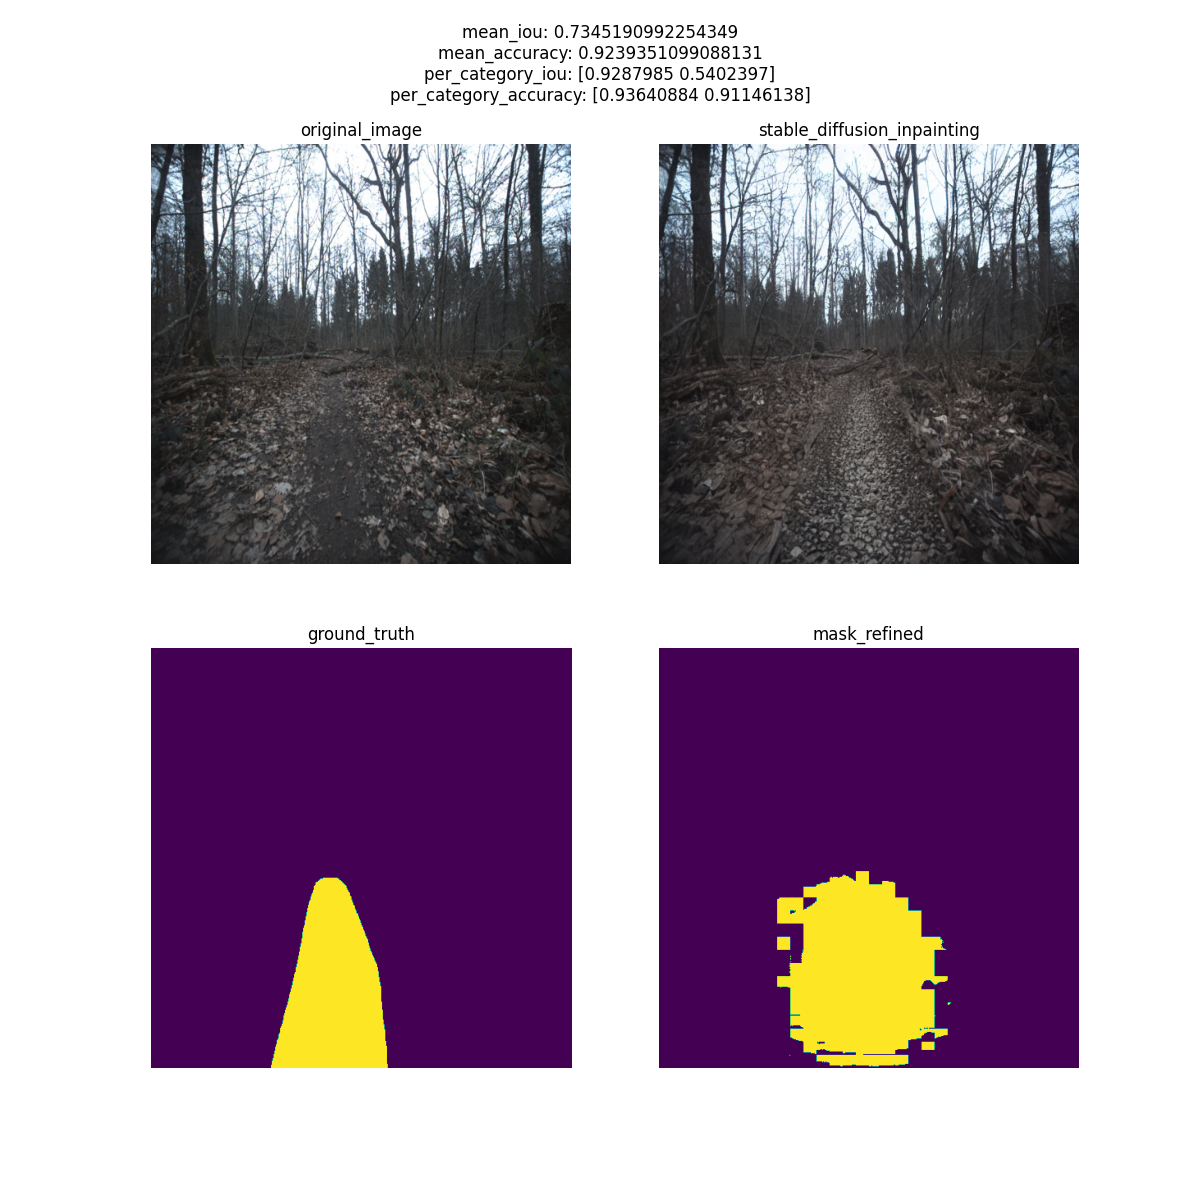 mean_iou: 0.7345190992254349
mean_accuracy: 0.9239351099088131
per_category_iou: [0.9287985 0.5402397]
per_category_accuracy: [0.93640884 0.91146138]
original_image
stable_diffusion_inpainting
ground_truth
mask_refined